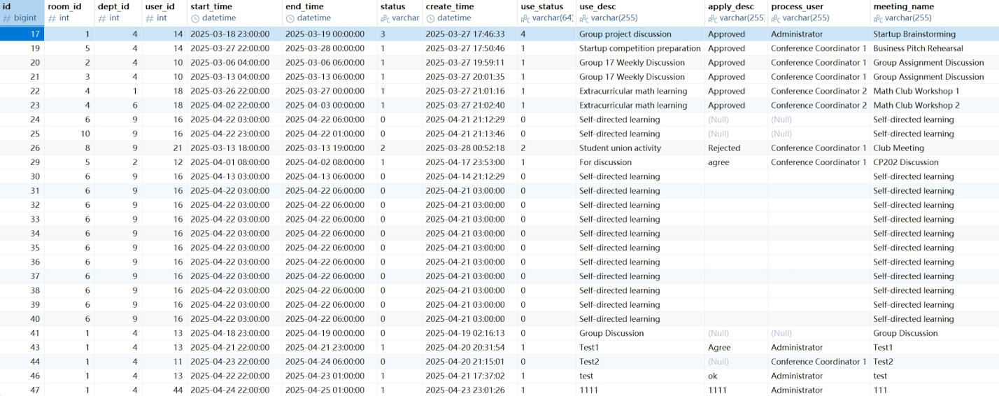 id room_id dept_id user_id start_time end_time status create_time use_status use_desc apply_desc process_user meeting_name
# bigint # int # int # int datetime datetime ABC varchar datetime ABC varchar(64) ABC varchar(255) ABC varchar(255) ABC varchar(255) ABC varchar(255)
17 1 4 14 2025-03-18 23:00:00 2025-03-19 00:00:00 3 2025-03-27 17:46:33 4 Group project discussion Approved Administrator Startup Brainstorming
19 5 4 14 2025-03-27 22:00:00 2025-03-28 00:00:00 1 2025-03-27 17:50:46 1 Startup competition preparation Approved Conference Coordinator 1 Business Pitch Rehearsal
20 2 4 10 2025-03-06 04:00:00 2025-03-06 06:00:00 1 2025-03-27 19:59:11 1 Group 17 Weekly Discussion Approved Conference Coordinator 1 Group Assignment Discussion
21 3 4 10 2025-03-13 04:00:00 2025-03-13 06:00:00 1 2025-03-27 20:01:35 1 Group 17 Weekly Discussion Approved Conference Coordinator 1 Group Assignment Discussion
22 4 1 18 2025-03-26 22:00:00 2025-03-27 00:00:00 1 2025-03-27 21:01:16 1 Extracurricular math learning Approved Conference Coordinator 2 Math Club Workshop 1
23 4 6 18 2025-04-02 22:00:00 2025-04-03 00:00:00 1 2025-03-27 21:02:40 1 Extracurricular math learning Approved Conference Coordinator 2 Math Club Workshop 2
24 6 9 16 2025-04-22 03:00:00 2025-04-22 06:00:00 0 2025-04-21 21:12:29 0 Self-directed learning (Null) (Null) Self-directed learning
25 10 9 16 2025-04-22 23:00:00 2025-04-22 01:00:00 0 2025-04-21 21:13:46 0 Self-directed learning (Null) (Null) Self-directed learning
26 8 9 21 2025-03-13 18:00:00 2025-03-13 19:00:00 2 2025-03-28 00:52:18 2 Student union activity Rejected Conference Coordinator 1 Club Meeting
29 5 2 12 2025-04-01 08:00:00 2025-04-02 08:00:00 1 2025-04-17 23:53:00 1 For discussion agree Conference Coordinator 1 CP202 Discussion
30 6 9 16 2025-04-13 03:00:00 2025-04-13 06:00:00 0 2025-04-14 21:12:29 0 Self-directed learning Self-directed learning
31 6 9 16 2025-04-22 03:00:00 2025-04-22 06:00:00 0 2025-04-21 03:00:00 0 Self-directed learning Self-directed learning
32 6 9 16 2025-04-22 03:00:00 2025-04-22 06:00:00 0 2025-04-21 03:00:00 0 Self-directed learning Self-directed learning
33 6 9 16 2025-04-22 03:00:00 2025-04-22 06:00:00 0 2025-04-21 03:00:00 0 Self-directed learning Self-directed learning
34 6 9 16 2025-04-22 03:00:00 2025-04-22 06:00:00 0 2025-04-21 03:00:00 0 Self-directed learning Self-directed learning
35 6 9 16 2025-04-22 03:00:00 2025-04-22 06:00:00 0 2025-04-21 03:00:00 0 Self-directed learning Self-directed learning
36 6 9 16 2025-04-22 03:00:00 2025-04-22 06:00:00 0 2025-04-21 03:00:00 0 Self-directed learning Self-directed learning
37 6 9 16 2025-04-22 03:00:00 2025-04-22 06:00:00 0 2025-04-21 03:00:00 0 Self-directed learning Self-directed learning
38 6 9 16 2025-04-22 03:00:00 2025-04-22 06:00:00 0 2025-04-21 03:00:00 0 Self-directed learning Self-directed learning
39 6 9 16 2025-04-22 03:00:00 2025-04-22 06:00:00 0 2025-04-21 03:00:00 0 Self-directed learning Self-directed learning
40 6 9 16 2025-04-22 03:00:00 2025-04-22 06:00:00 0 2025-04-21 03:00:00 0 Self-directed learning Self-directed learning
41 1 4 13 2025-04-18 23:00:00 2025-04-19 00:00:00 0 2025-04-19 02:16:13 0 Group Discussion (Null) (Null) Group Discussion
43 1 4 13 2025-04-21 22:00:00 2025-04-21 23:00:00 1 2025-04-20 20:31:54 1 Test1 Agree Administrator Test1
44 1 4 11 2025-04-23 22:00:00 2025-04-24 06:00:00 0 2025-04-20 21:15:01 0 Test2 (Null) Conference Coordinator 1 Test2
46 1 4 13 2025-04-22 22:00:00 2025-04-23 01:00:00 1 2025-04-21 17:37:02 1 test ok Administrator test
47 1 4 44 2025-04-24 22:00:00 2025-04-25 01:00:00 1 2025-04-23 23:01:26 1 1111 1111 Administrator 111